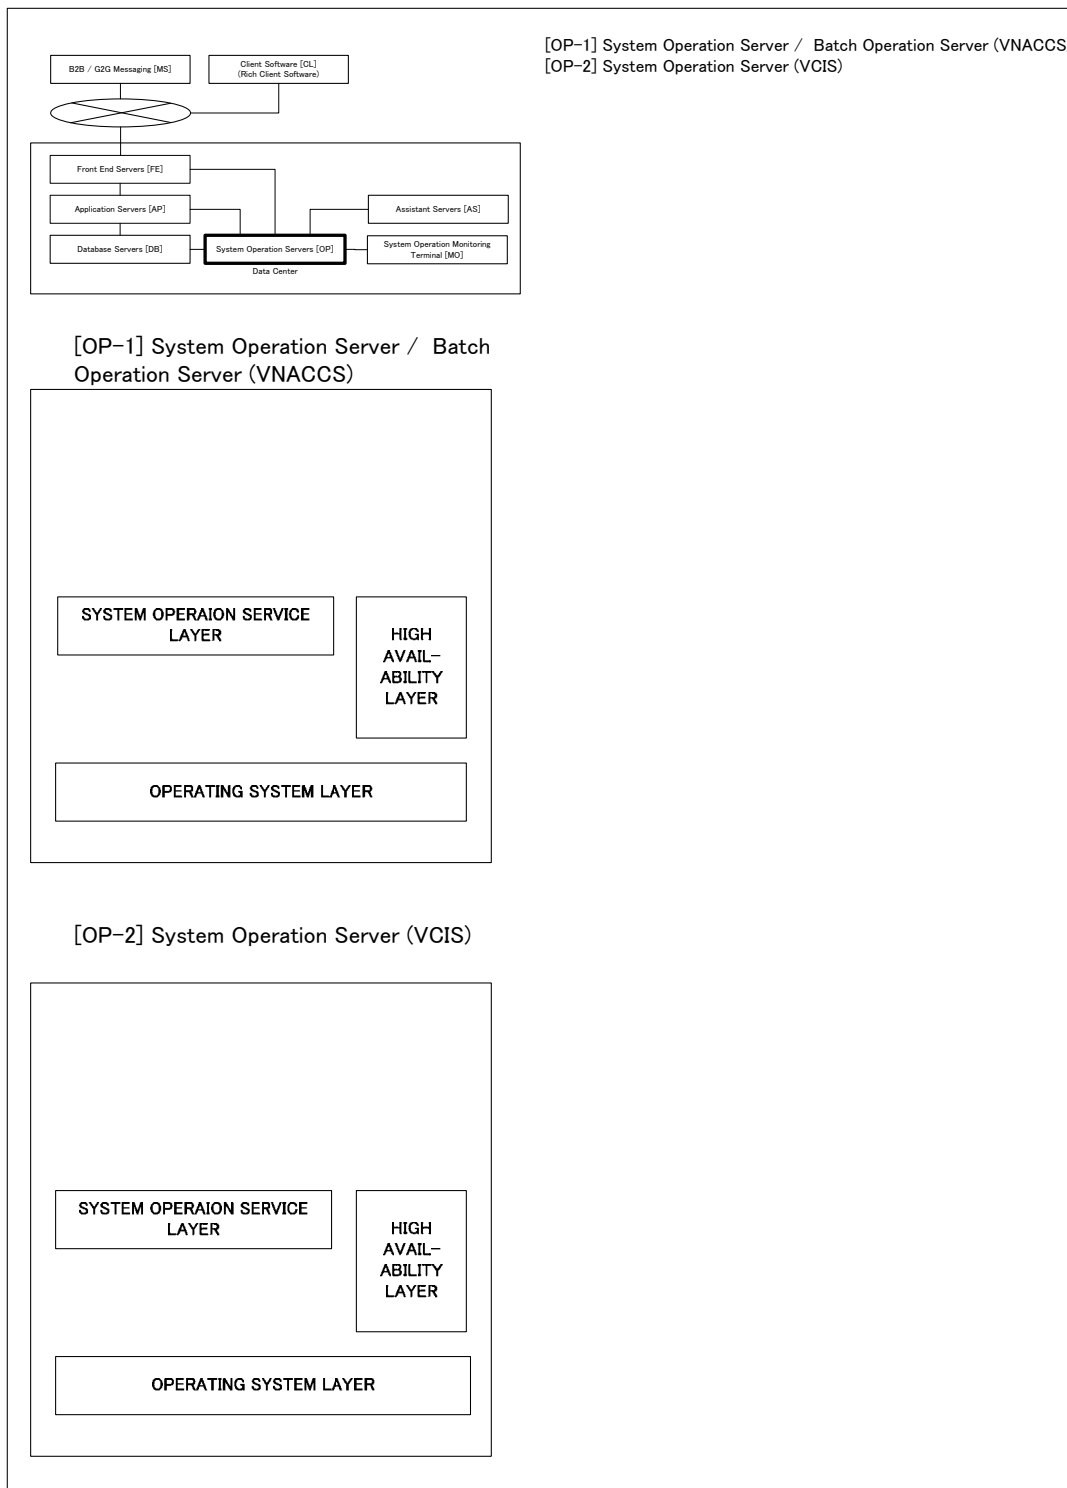 [OP-1] System Operation Server / Batch Operation Server (VNACCS
[OP-2] System Operation Server (VCIS)
B2B / G2G Messaging [MS]
Client Software [CL]
(Rich Client Software)
Front End Servers [FE]
Application Servers [AP]
Assistant Servers [AS]
Database Servers [DB]
System Operation Servers [OP]
System Operation Monitoring
Terminal [MO]
Data Center
[OP-1] System Operation Server / Batch
Operation Server (VNACCS)
SYSTEM OPERAION SERVICE
LAYER
HIGH
AVAIL-
ABILITY
LAYER
OPERATING SYSTEM LAYER
[OP-2] System Operation Server (VCIS)
SYSTEM OPERAION SERVICE
LAYER
HIGH
AVAIL-
ABILITY
LAYER
OPERATING SYSTEM LAYER